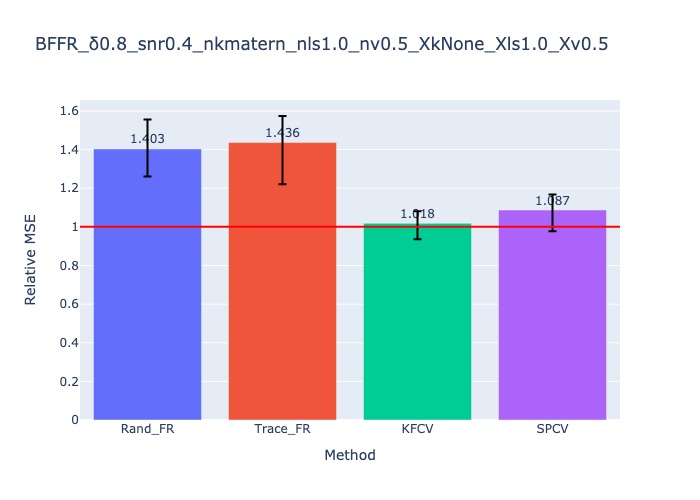 BFFR_δ0.8_snr0.4_nkmatern_nls1.0_nv0.5_XkNone_Xls1.0_Xv0.5
1.6
1.4
1.2
1
0.8
0.6
0.4
0.2
0
Relative MSE
1.403
1.436
1.018
1.087
Rand_FR
Trace_FR
KFCV
SPCV
Method